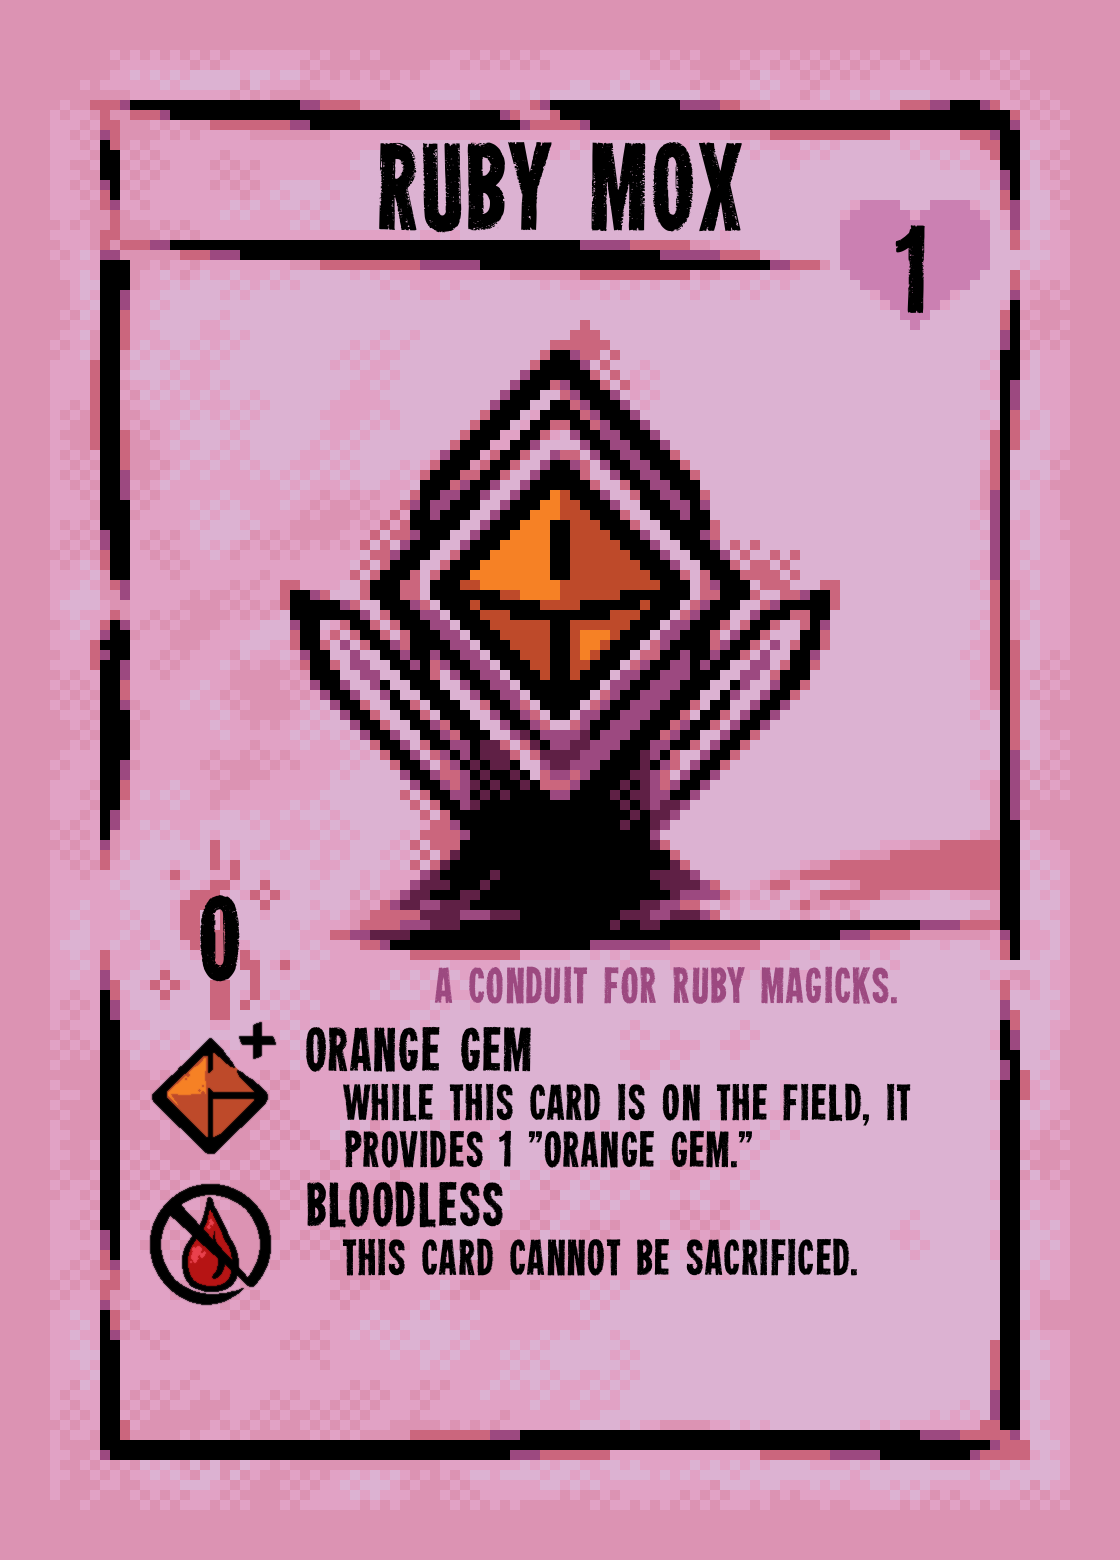 RUBY MOX
1
0
A CONDUIT FOR RUBY MAGICKS.
ORANGE GEM
WHILE THIS CARD IS ON THE FIELD, IT
PROVIDES 1 "ORANGE GEM."
BLOODLESS
THIS CARD CANNOT BE SACRIFICED.